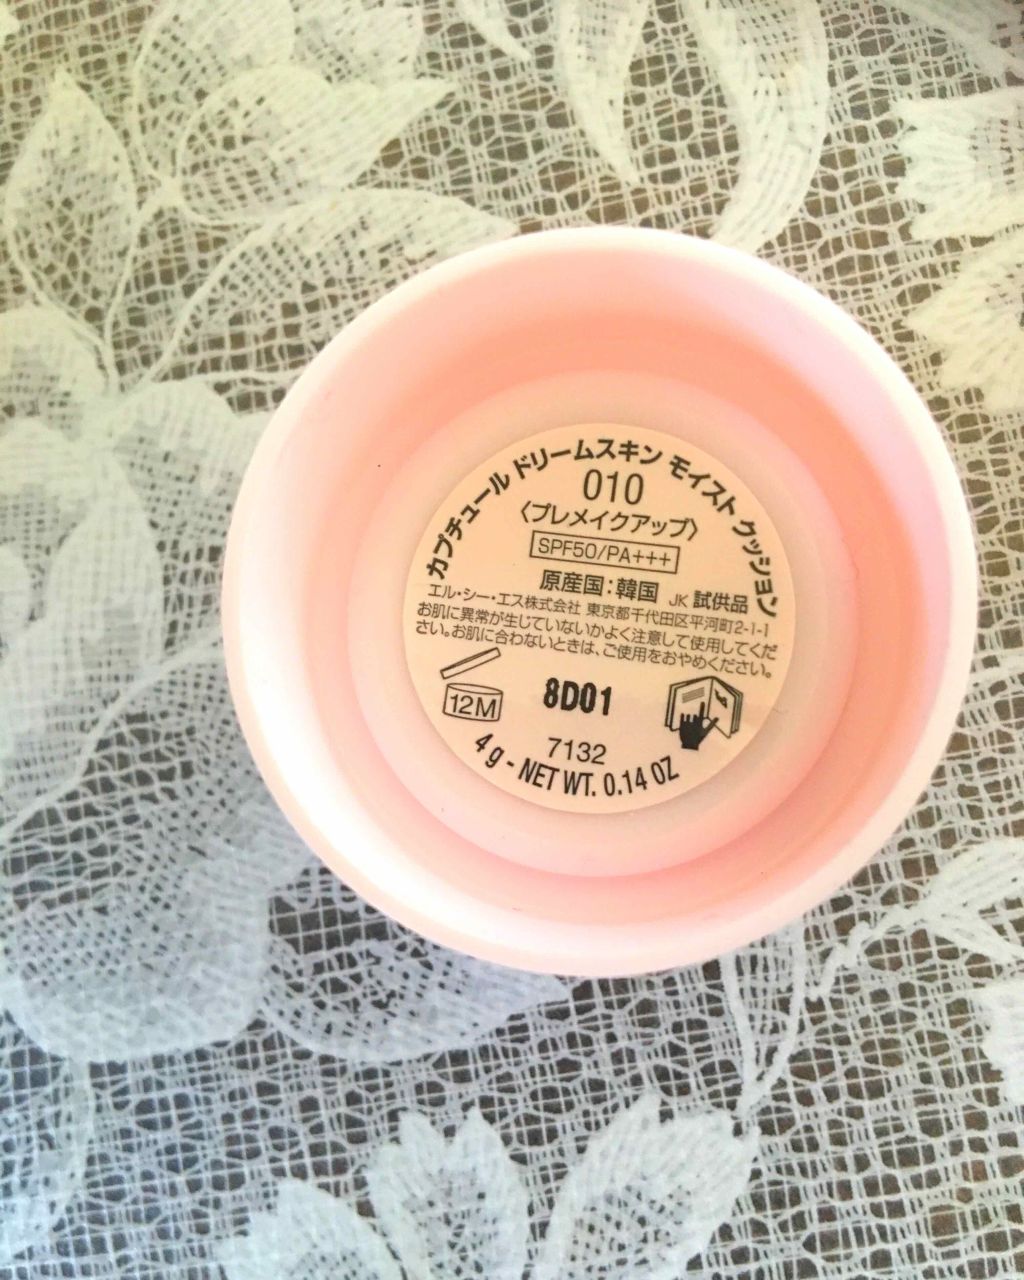 カプチュール ドリームスキン モイスト クッション
010
〈プレメイクアップ〉
SPF50/PA+++
原産国:韓国 JK 試供品
エル・シー・エス株式会社 東京都千代田区平河町2-1-1
お肌に異常が生じていないかよく注意して使用してくだ
さい。お肌に合わないときは、ご使用をおやめください。
12M
8D01
7132
4 g - NET WT. 0.14 OZ